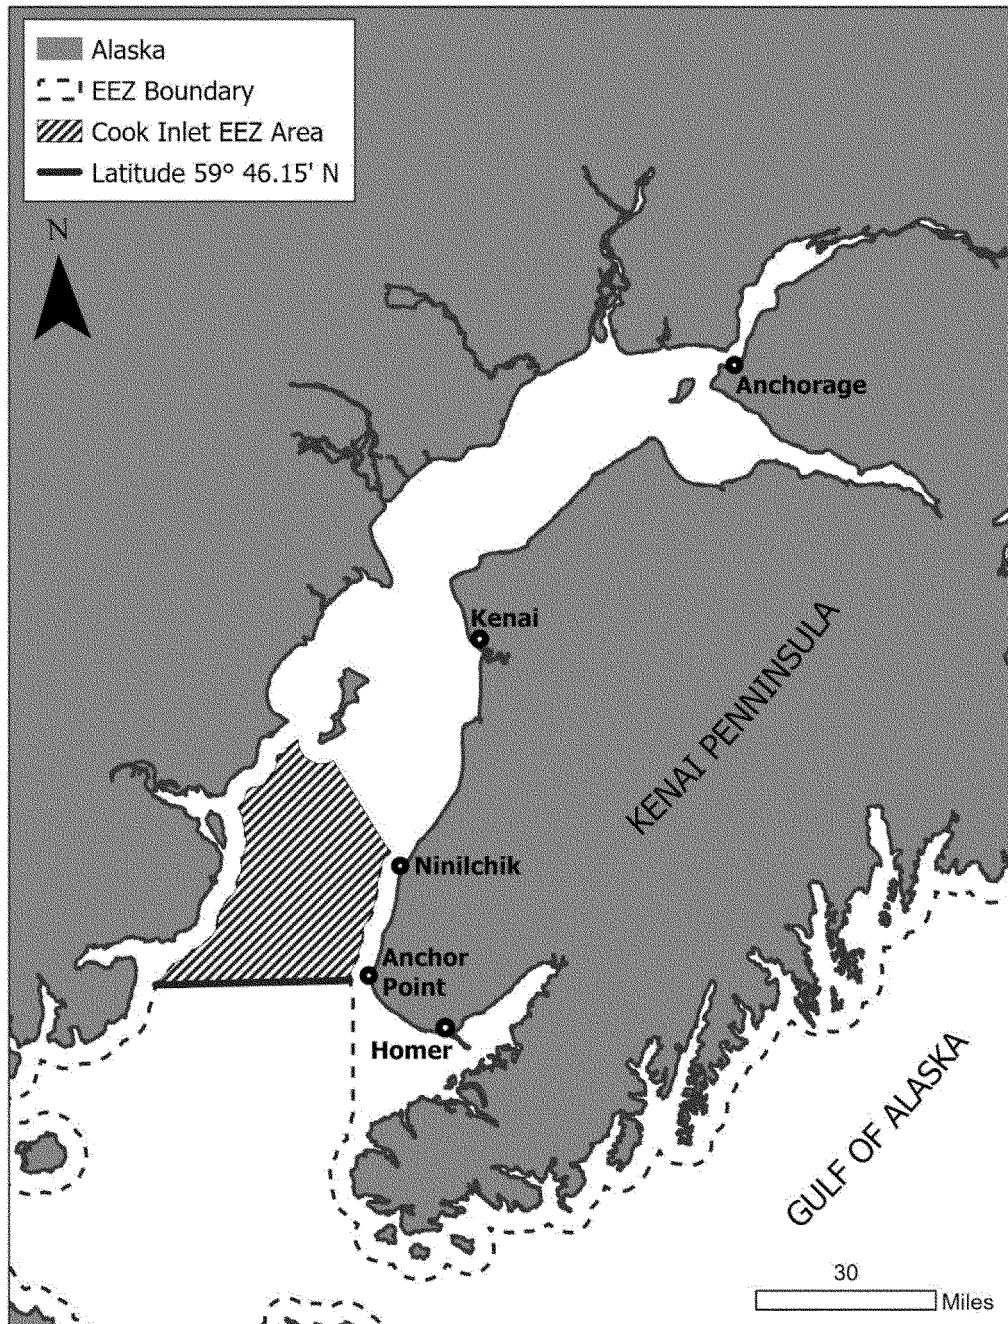 Alaska
EEZ Boundary
Cook Inlet EEZ Area
Latitude 59° 46.15' N
N
Anchorage
Kenai
KENAI PENNINSULA
Ninilchik
Anchor
Point
Homer
GULF OF ALASKA
30
Miles